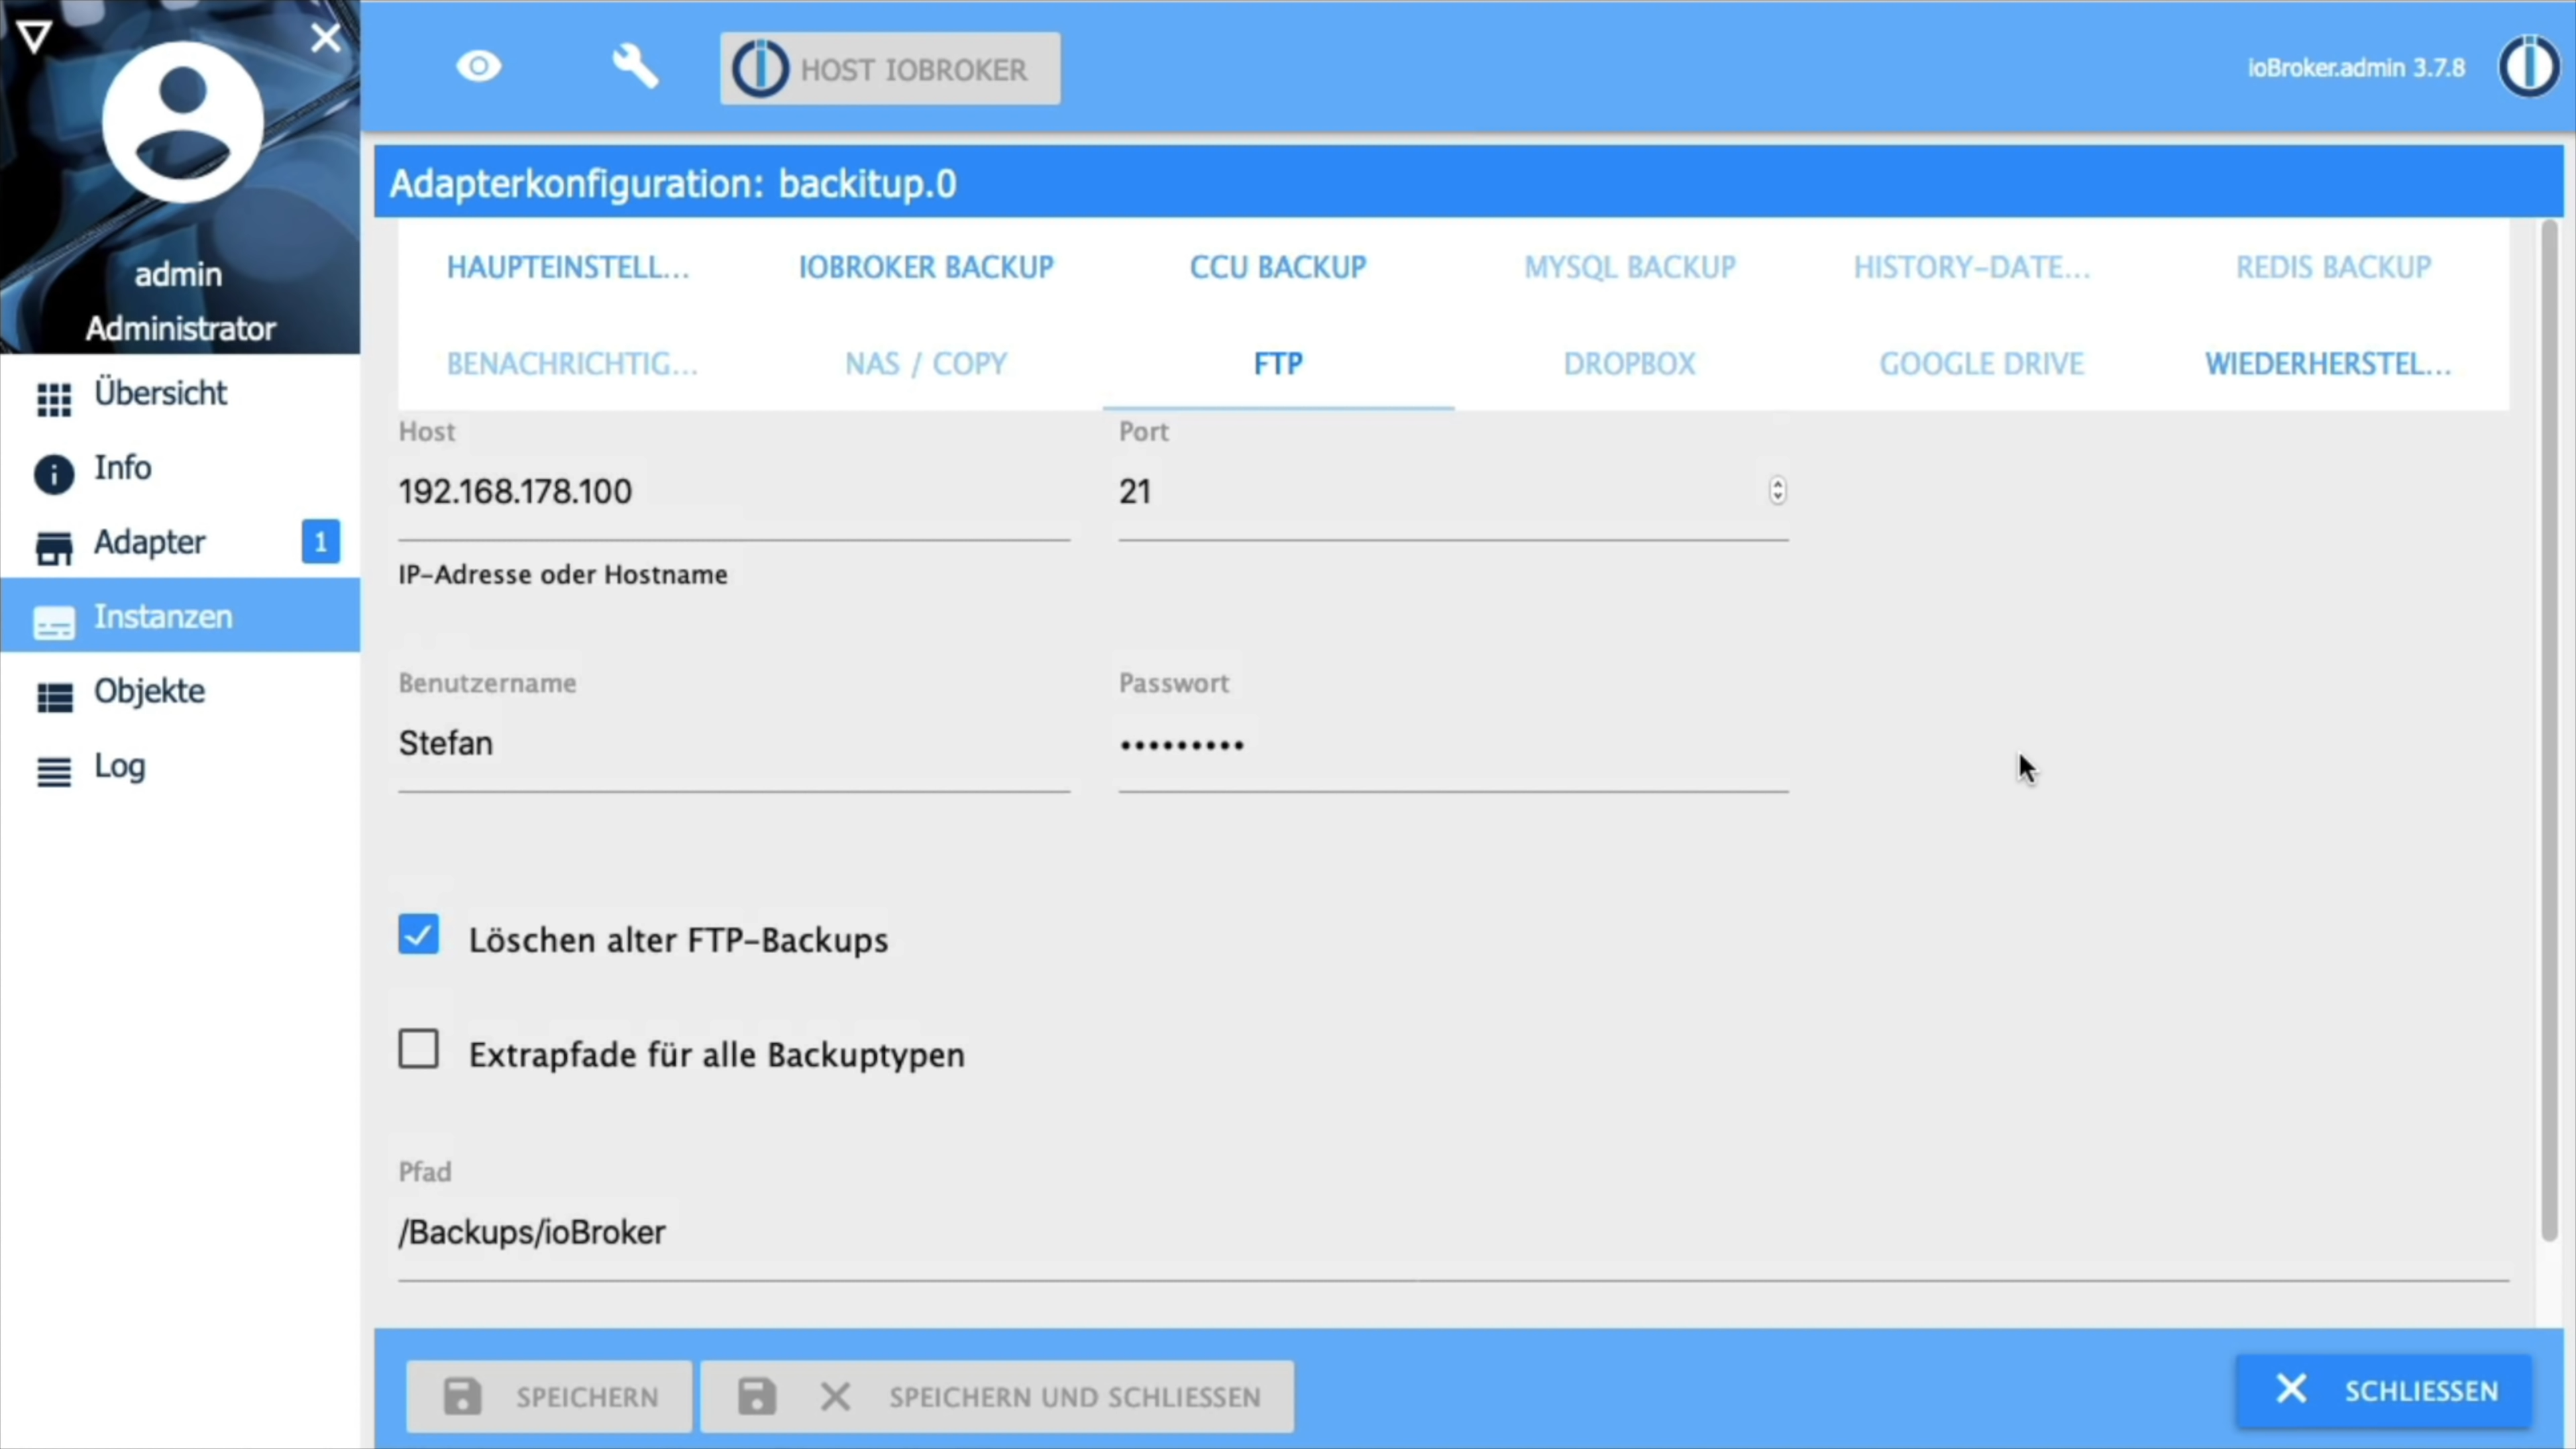 HOST IOBROKER
ioBroker.admin 3.7.8
admin
Administrator
Übersicht
Info
Adapter 1
Instanzen
Objekte
Log
Adapterkonfiguration: backitup.0
HAUPTEINSTELL... IOBROKER BACKUP CCU BACKUP MYSQL BACKUP HISTORY-DATE... REDIS BACKUP
BENACHRICHTIG... NAS / COPY FTP DROPBOX GOOGLE DRIVE WIEDERHERSTEL...
Host Port
192.168.178.100 21
IP-Adresse oder Hostname
Benutzername Passwort
Stefan •••••••••
Löschen alter FTP-Backups
Extrapfade für alle Backuptypen
Pfad
/Backups/ioBroker
SPEICHERN SPEICHERN UND SCHLIESSEN SCHLIESSEN